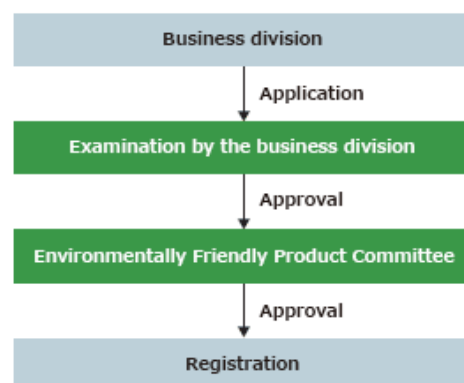 Business division
Application
Examination by the business division
Approval
Environmentally Friendly Product Committee
Approval
Registration